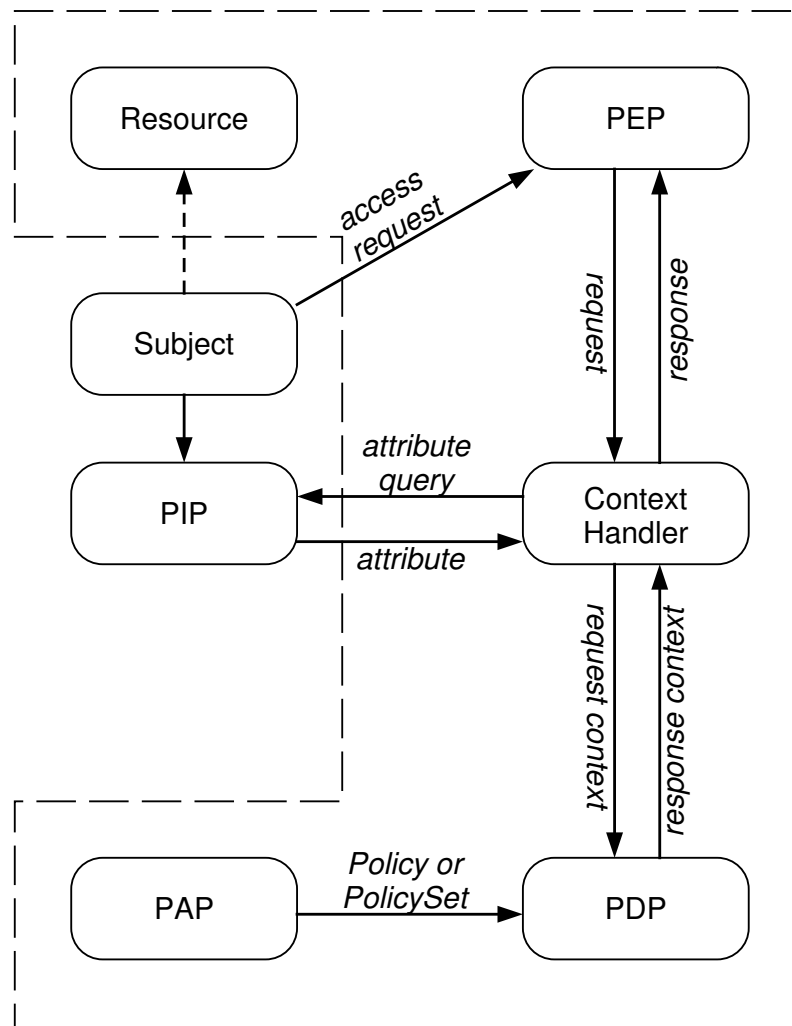 Resource
PEP
access
request
request
response
Subject
attribute
query
PIP
Context
Handler
attribute
request context
response context
Policy or
PolicySet
PAP
PDP